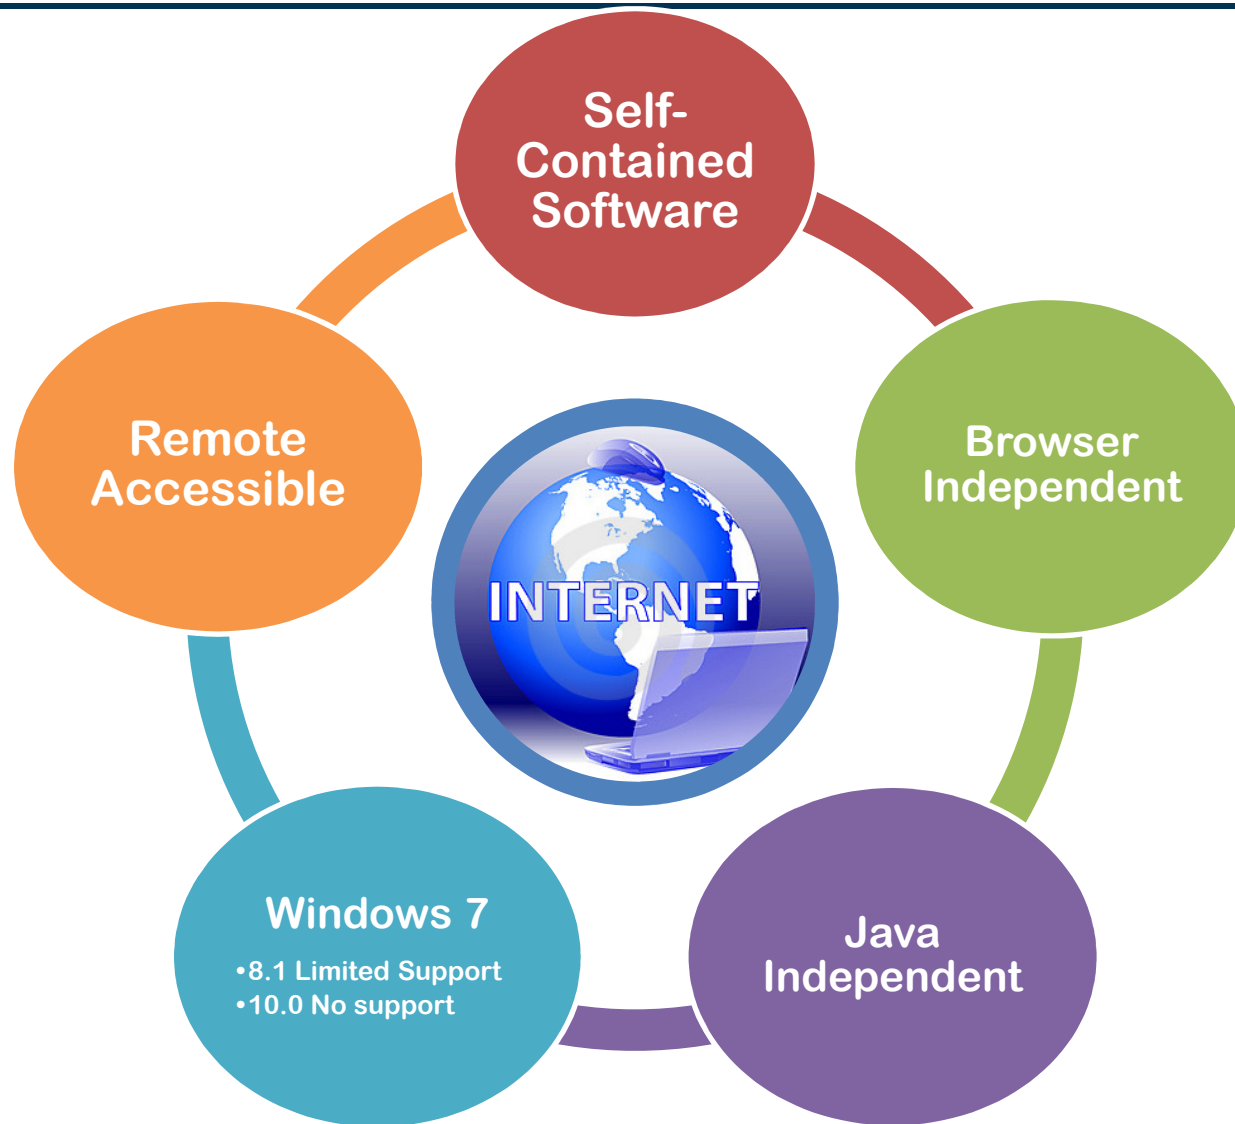 Self-
Contained
Software
Browser
Independent
Java
Independent
Windows 7
•8.1 Limited Support
•10.0 No support
Remote
Accessible
INTERNET